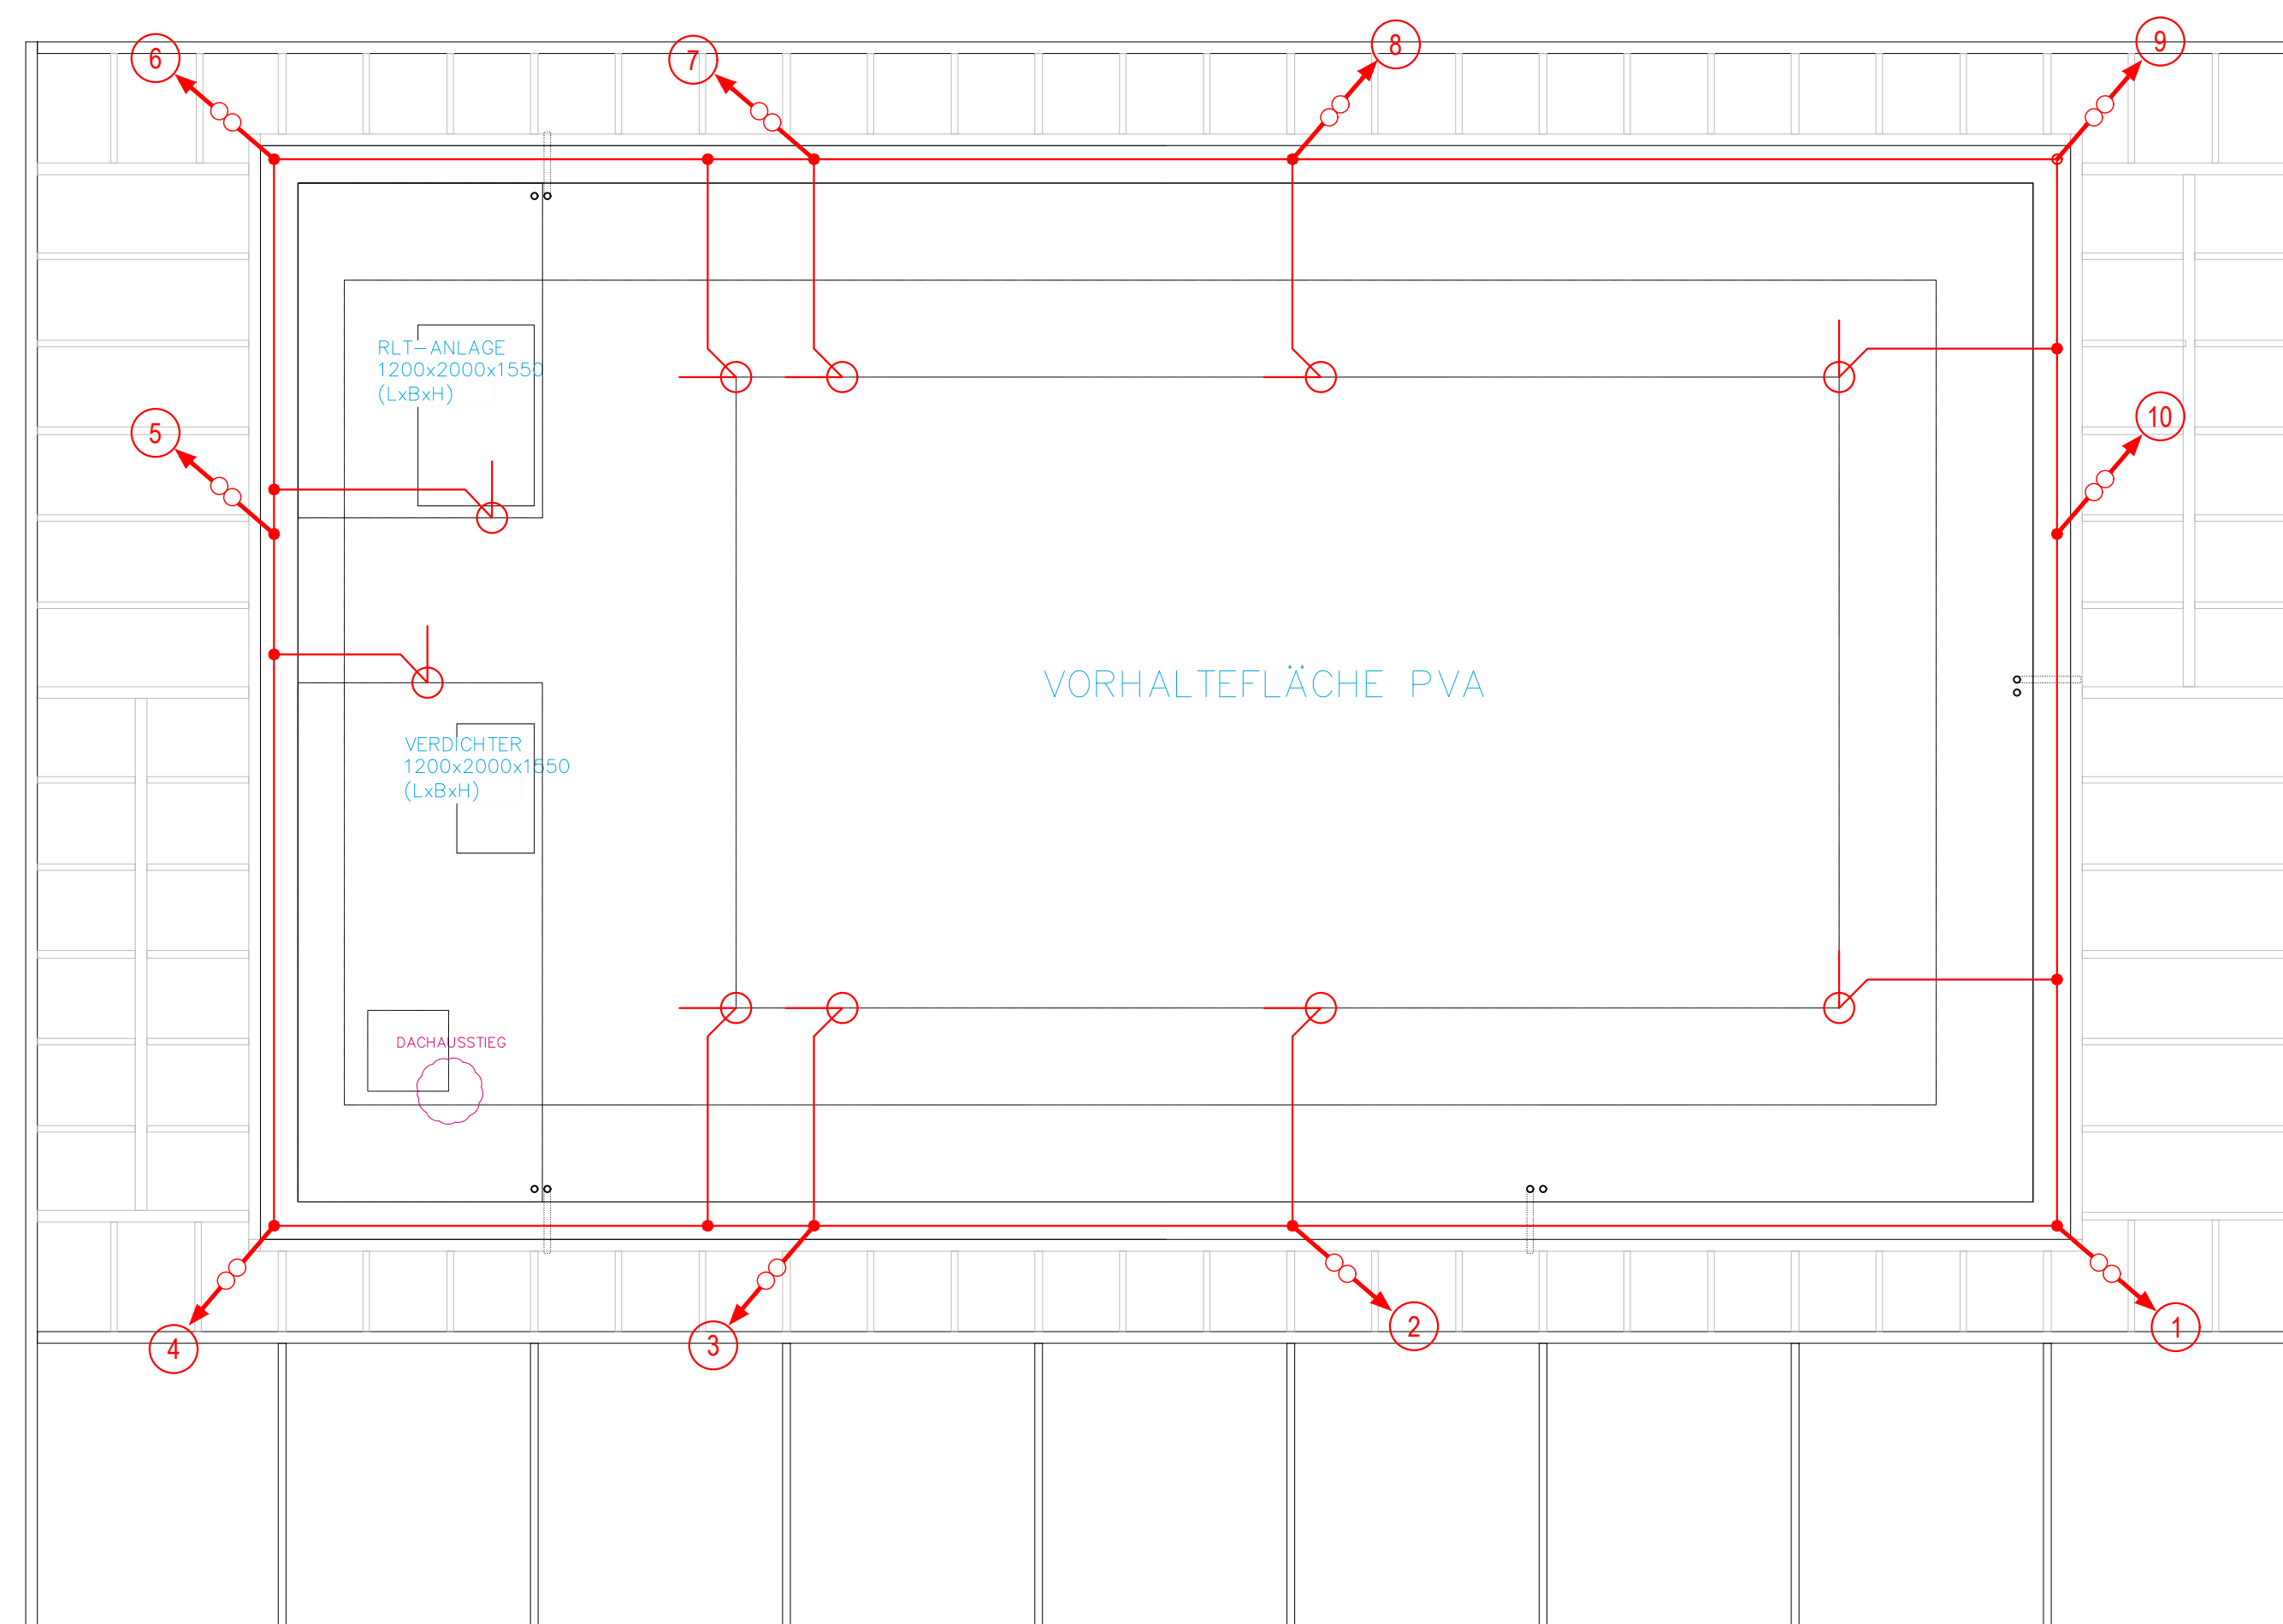 6
7
8
9
RLT-ANLAGE
1200x2000x1550
(LxBxH)
5
10
VORHALTEFLÄCHE PVA
VERDICHTER
1200x2000x1550
(LxBxH)
DACHAUSSTIEG
4
3
2
1